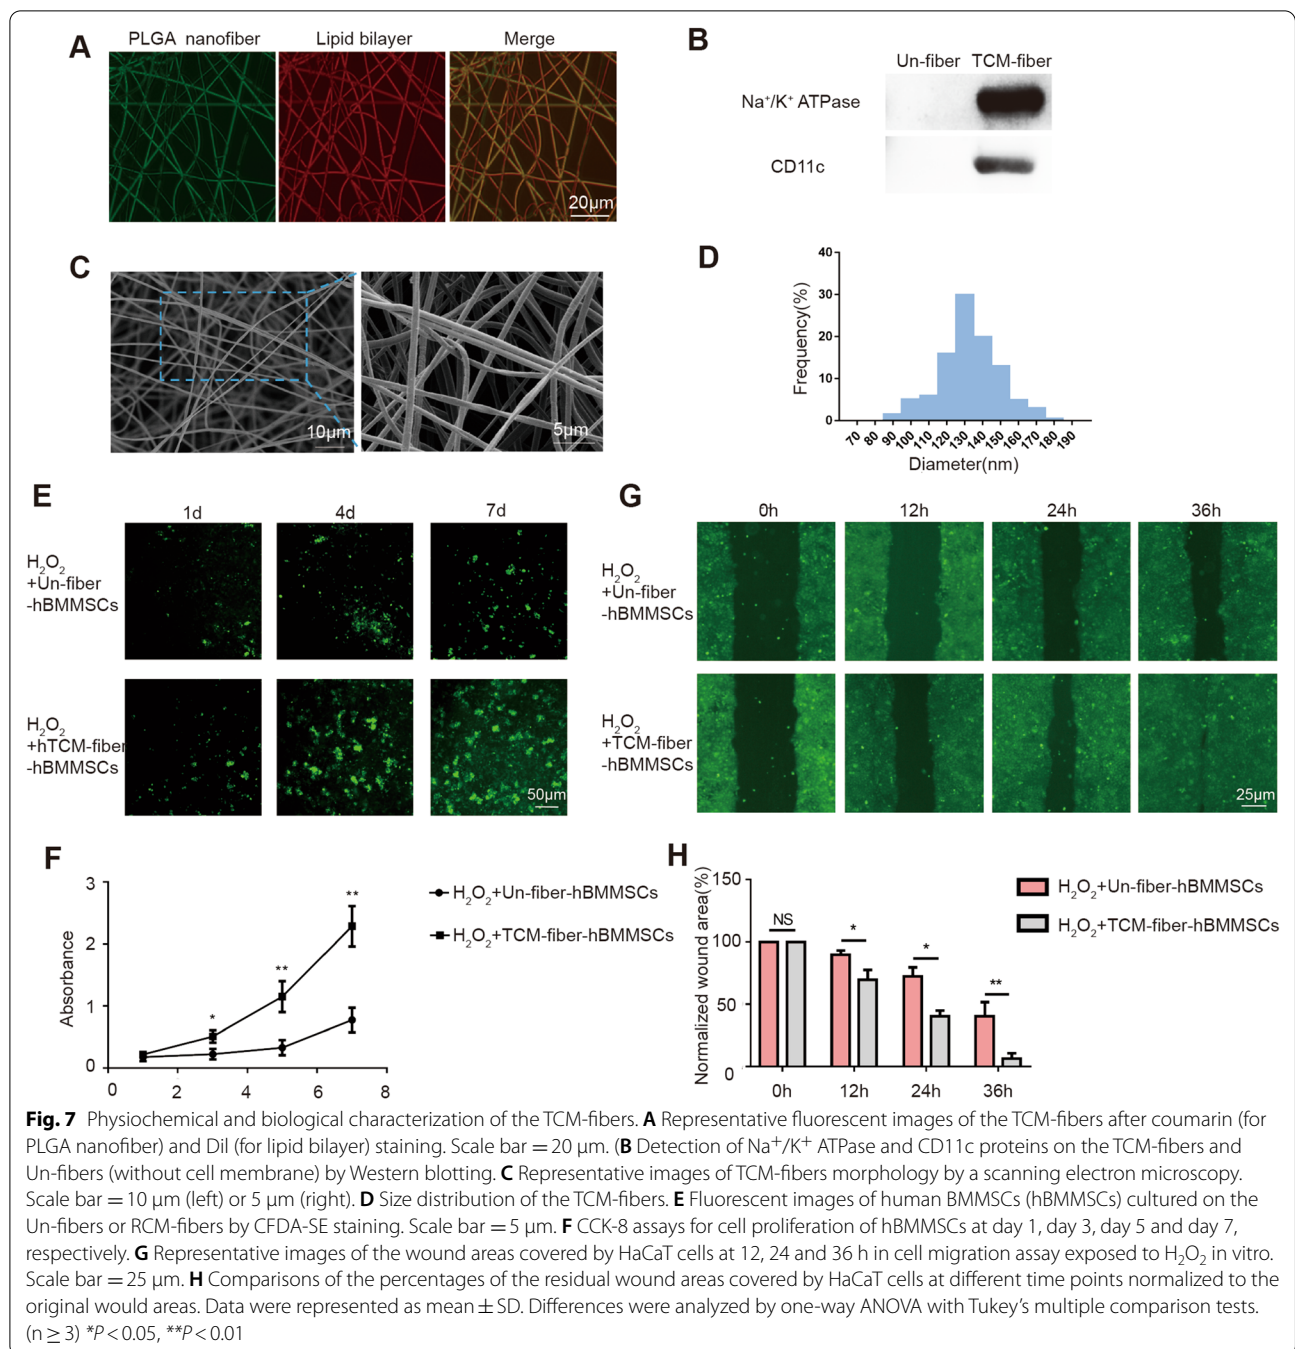 A
PLGA nanofiber
Lipid bilayer
Merge
20μm
B
Un-fiber TCM-fiber
Na⁺/K⁺ ATPase
CD11c
C
10μm
5μm
D
Frequency(%)
40
30
20
10
0
70 80 90 100 110 120 130 140 150 160 170 180 190
Diameter(nm)
E
1d 4d 7d
H₂O₂
+Un-fiber
-hBMMSCs
H₂O₂
+hTCM-fiber
-hBMMSCs
50μm
G
0h 12h 24h 36h
H₂O₂
+Un-fiber
-hBMMSCs
H₂O₂
+TCM-fiber
-hBMMSCs
25μm
F
Absorbance
3
2
1
0
0 2 4 6 8
* ** **
H₂O₂+Un-fiber-hBMMSCs
H₂O₂+TCM-fiber-hBMMSCs
H
Normalized wound area(%)
150
100
50
0
NS * * **
0h 12h 24h 36h
H₂O₂+Un-fiber-hBMMSCs
H₂O₂+TCM-fiber-hBMMSCs
Fig. 7 Physiochemical and biological characterization of the TCM-fibers. A Representative fluorescent images of the TCM-fibers after coumarin (for
PLGA nanofiber) and Dil (for lipid bilayer) staining. Scale bar = 20 μm. (B Detection of Na⁺/K⁺ ATPase and CD11c proteins on the TCM-fibers and
Un-fibers (without cell membrane) by Western blotting. C Representative images of TCM-fibers morphology by a scanning electron microscopy.
Scale bar = 10 μm (left) or 5 μm (right). D Size distribution of the TCM-fibers. E Fluorescent images of human BMMSCs (hBMMSCs) cultured on the
Un-fibers or RCM-fibers by CFDA-SE staining. Scale bar = 5 μm. F CCK-8 assays for cell proliferation of hBMMSCs at day 1, day 3, day 5 and day 7,
respectively. G Representative images of the wound areas covered by HaCaT cells at 12, 24 and 36 h in cell migration assay exposed to H₂O₂ in vitro.
Scale bar = 25 μm. H Comparisons of the percentages of the residual wound areas covered by HaCaT cells at different time points normalized to the
original would areas. Data were represented as mean ± SD. Differences were analyzed by one-way ANOVA with Tukey's multiple comparison tests.
(n ≥ 3) *P < 0.05, **P < 0.01